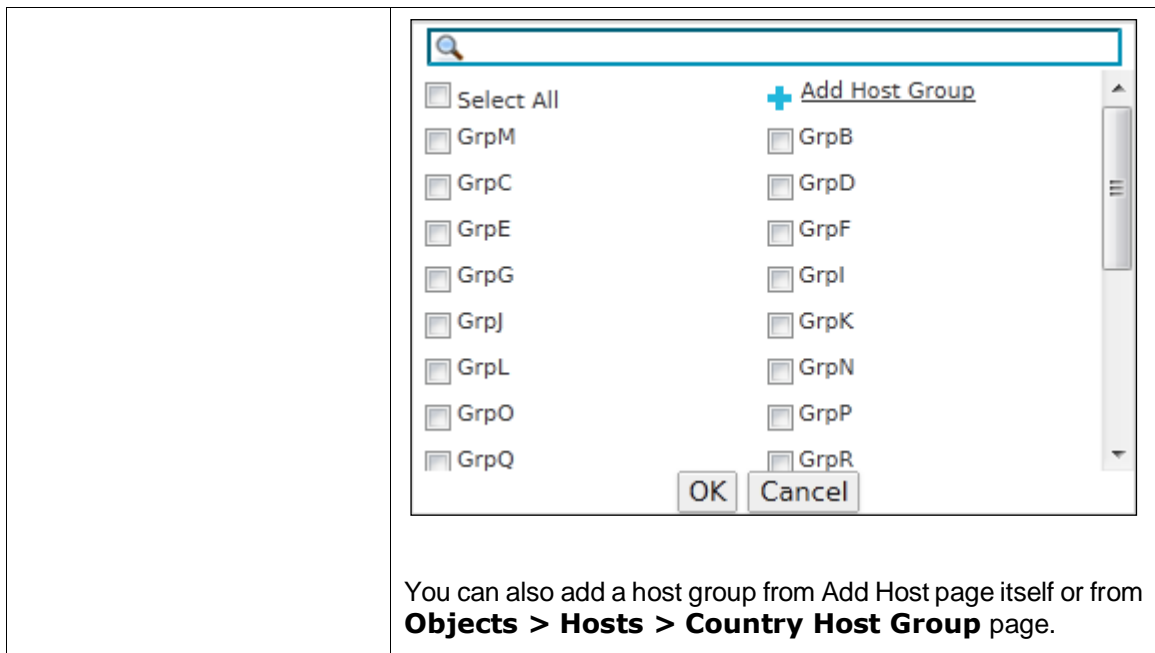 Select All Add Host Group
GrpM GrpB
GrpC GrpD
GrpE GrpF
GrpG GrpI
GrpJ GrpK
GrpL GrpN
GrpO GrpP
GrpQ GrpR
OK Cancel
You can also add a host group from Add Host page itself or from
Objects > Hosts > Country Host Group page.